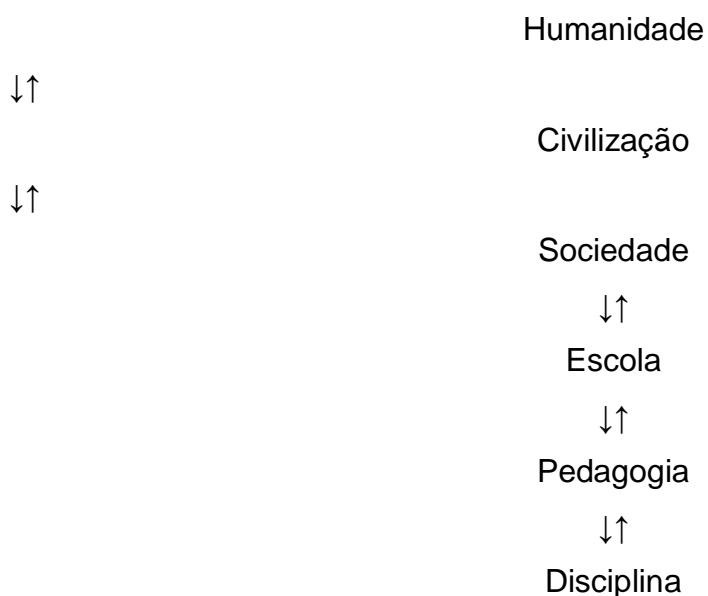 Humanidade
↓↑
Civilização
↓↑
Sociedade
↓↑
Escola
↓↑
Pedagogia
↓↑
Disciplina